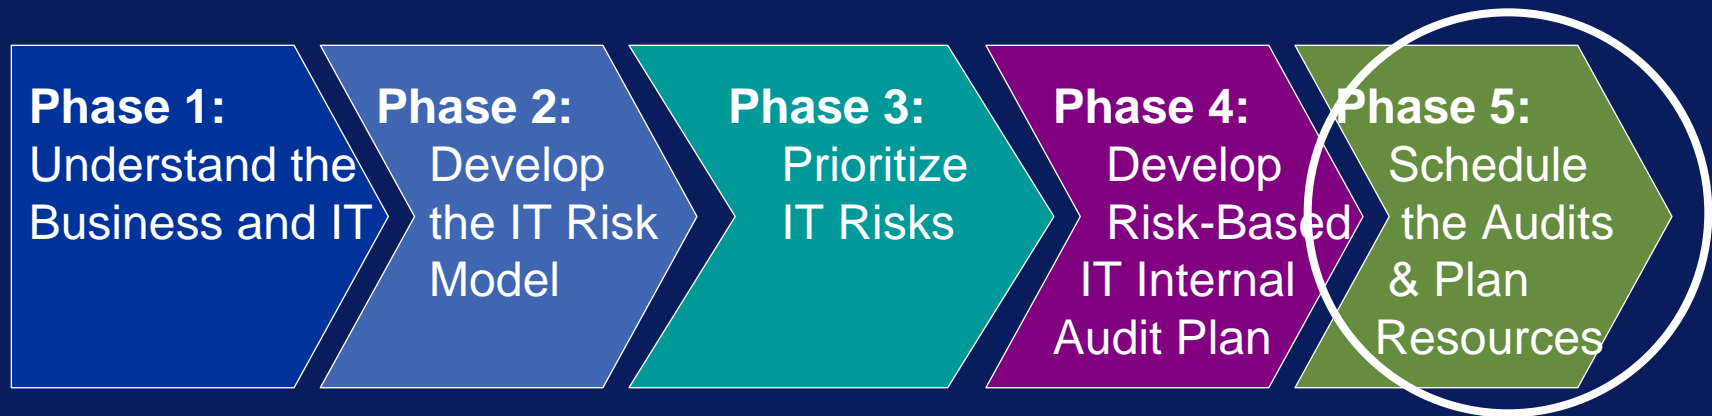 Phase 1:
Understand the
Business and IT
Phase 2:
Develop
the IT Risk
Model
Phase 3:
Prioritize
IT Risks
Phase 4:
Develop
Risk-Based
IT Internal
Audit Plan
Phase 5:
Schedule
the Audits
& Plan
Resources